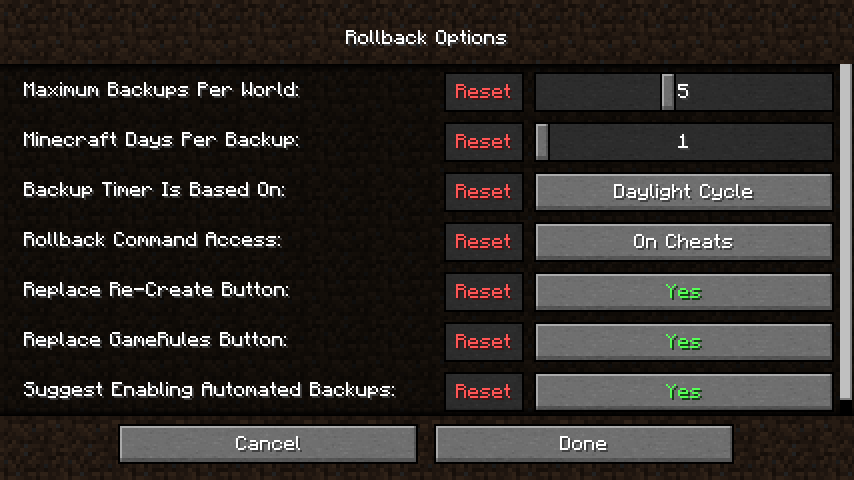 Rollback Options
Maximum Backups Per World: Reset 5
Minecraft Days Per Backup: Reset 1
Backup Timer Is Based On: Reset Daylight Cycle
Rollback Command Access: Reset On Cheats
Replace Re-Create Button: Reset Yes
Replace GameRules Button: Reset Yes
Suggest Enabling Automated Backups: Reset Yes
Cancel Done